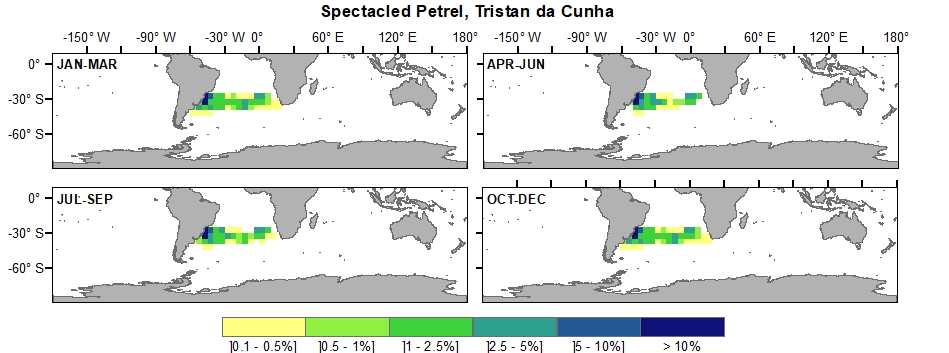 Spectacled Petrel, Tristan da Cunha
-150° W -90° W -30° W 0° 60° E 120° E 180°
-150° W -90° W -30° W 0° 60° E 120° E 180°
0° JAN-MAR
-30° S
-60° S
APR-JUN
0° JUL-SEP
-30° S
-60° S
OCT-DEC
]0.1 - 0.5%] ]0.5 - 1%] ]1 - 2.5%] ]2.5 - 5%] ]5 - 10%] > 10%